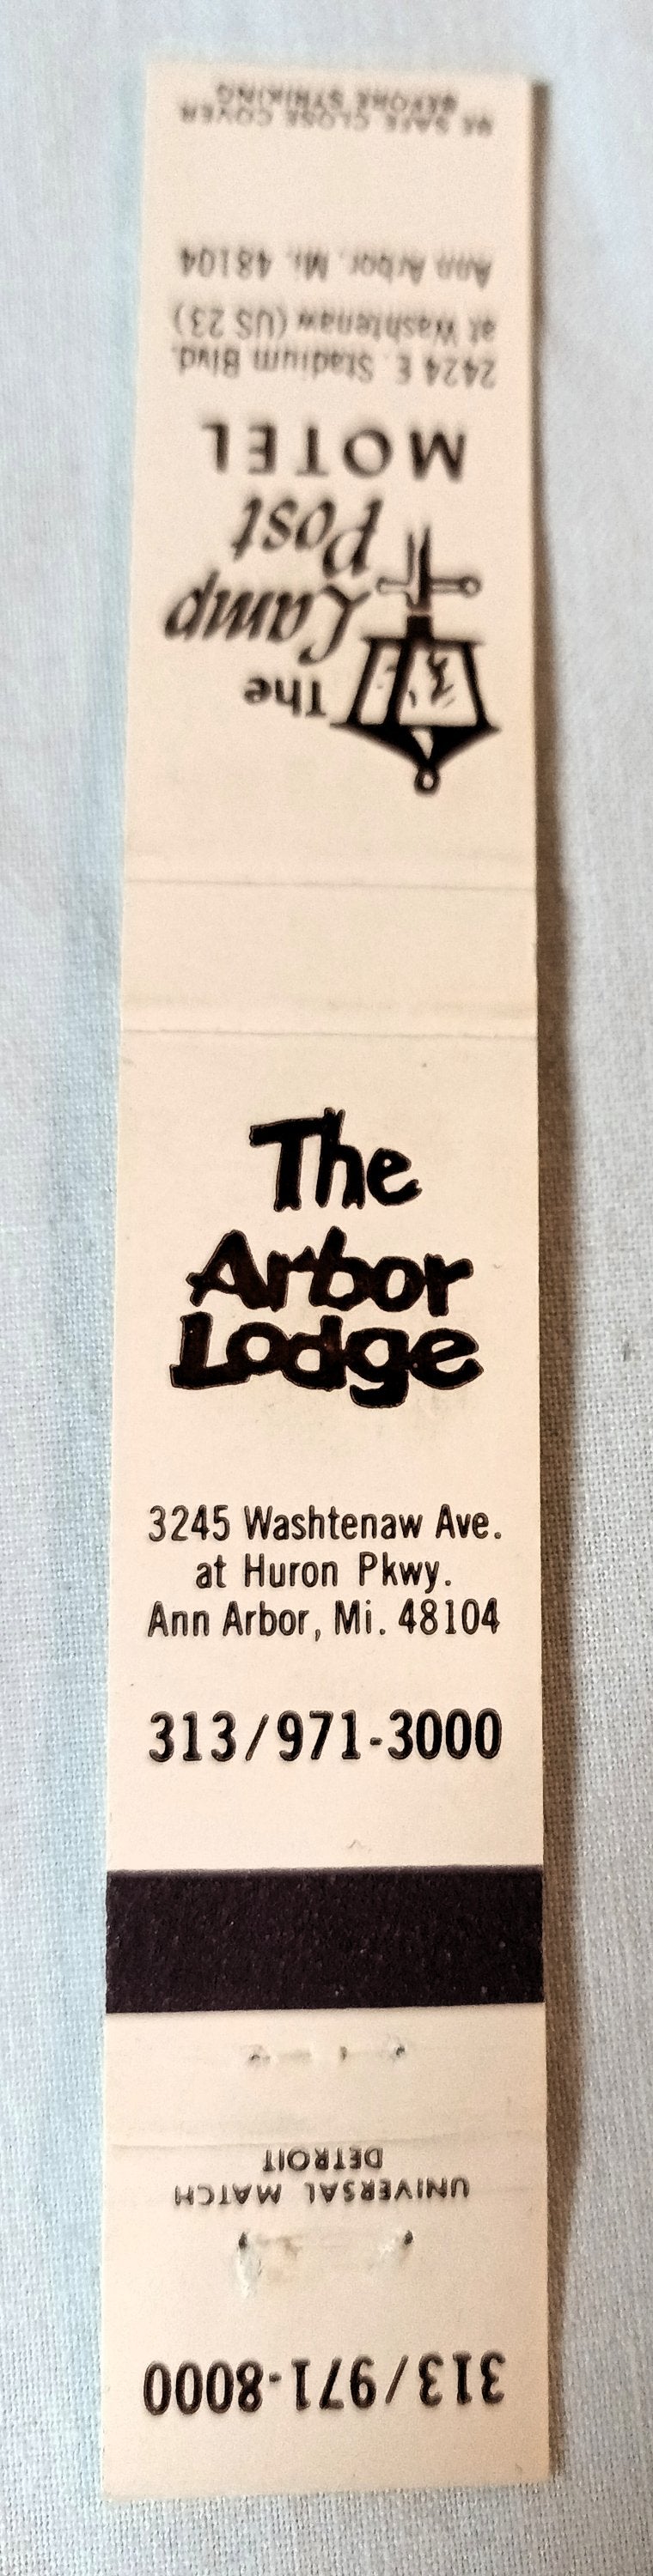 BE SAFE CLOSE COVER
BEFORE STRIKING
The
Lamp
Post
MOTEL
2424 E. Stadium Blvd.
at Washtenaw (US 23)
Ann Arbor, Mi. 48104
The
Arbor
Lodge
3245 Washtenaw Ave.
at Huron Pkwy.
Ann Arbor, Mi. 48104
313/971-3000
UNIVERSAL MATCH
DETROIT
313/971-8000